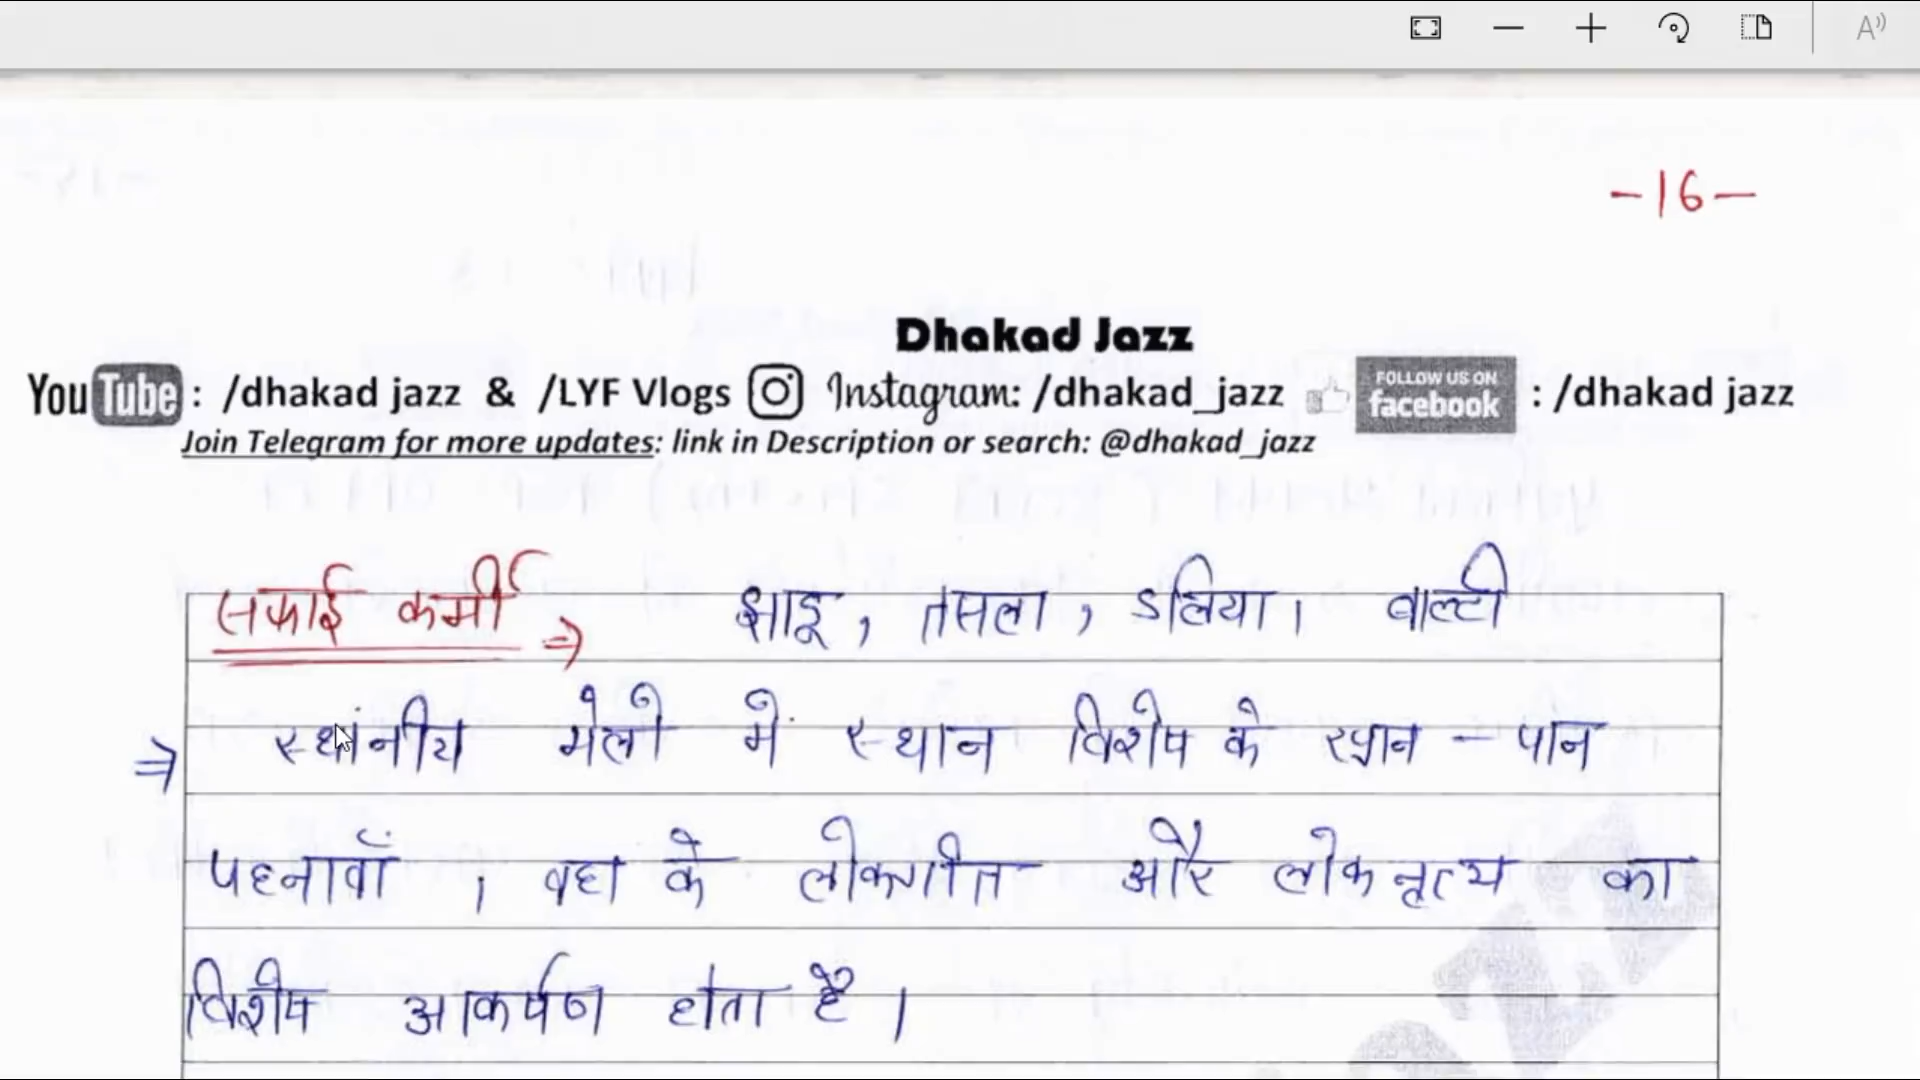 -16-
Dhakad Jazz
YouTube : /dhakad jazz & /LYF Vlogs Instagram: /dhakad_jazz FOLLOW US ON facebook : /dhakad jazz
Join Telegram for more updates: link in Description or search: @dhakad_jazz
सफाई कर्मी ⇒ झाडू, तसला, डलिया। बाल्टी
⇒ स्थानीय मेलो में स्थान विशेष के खान - पान
पहनावाँ, वहा के लोकगीत और लोकनृत्य का
विशेष आकर्षण होता है।